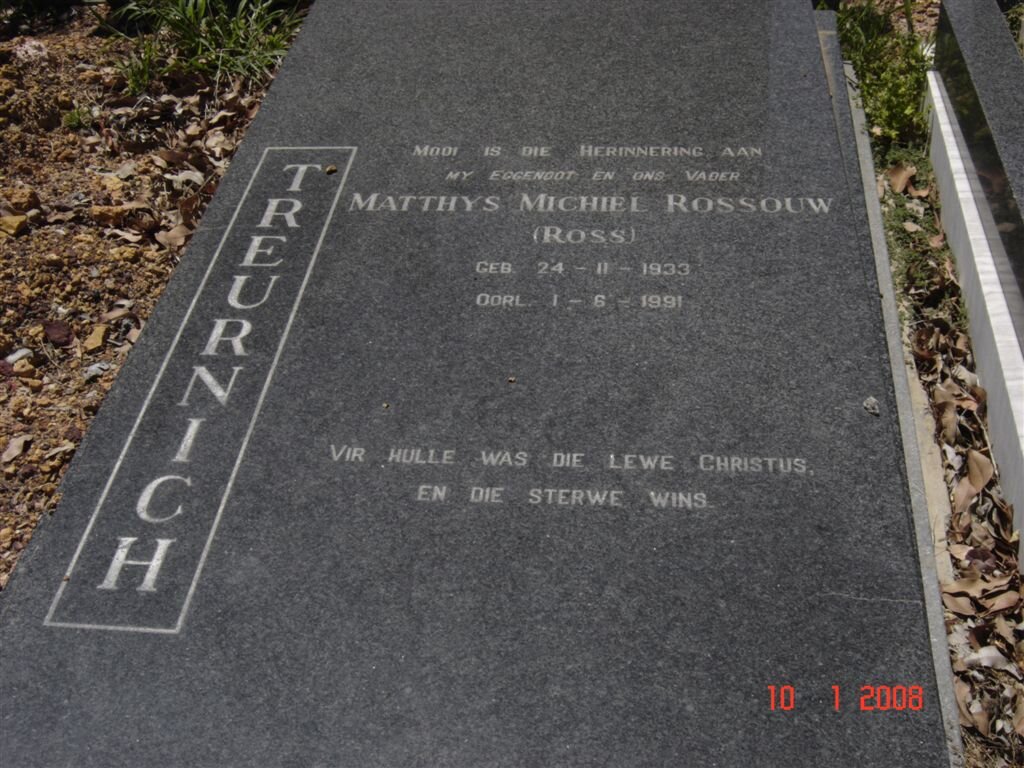 TREURNICH
MOOI IS DIE HERINNERING AAN
MY EGGENOOT EN ONS VADER
MATTHYS MICHIEL ROSSOUW
(ROSS)
GEB. 24-11-1933
OORL. 1-6-1991
VIR HULLE WAS DIE LEWE CHRISTUS,
EN DIE STERWE WINS.
10 1 2008